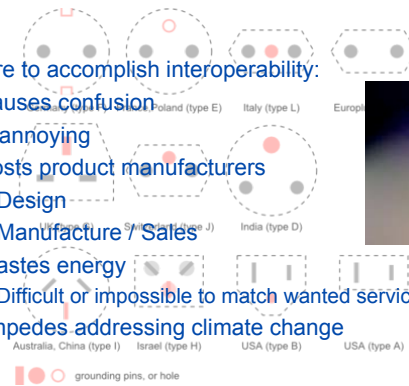 re to accomplish interoperability:
auses confusion
Poland (type E)
Italy (type L)
annoying
osts product manufacturers
Design
Switzerland (type J)
India (type D)
Manufacture / Sales
astes energy
Difficult or impossible to match wanted servic
mpedes addressing climate change
Australia, China (type I)
Israel (type H)
USA (type B)
USA (type A)
grounding pins, or hole